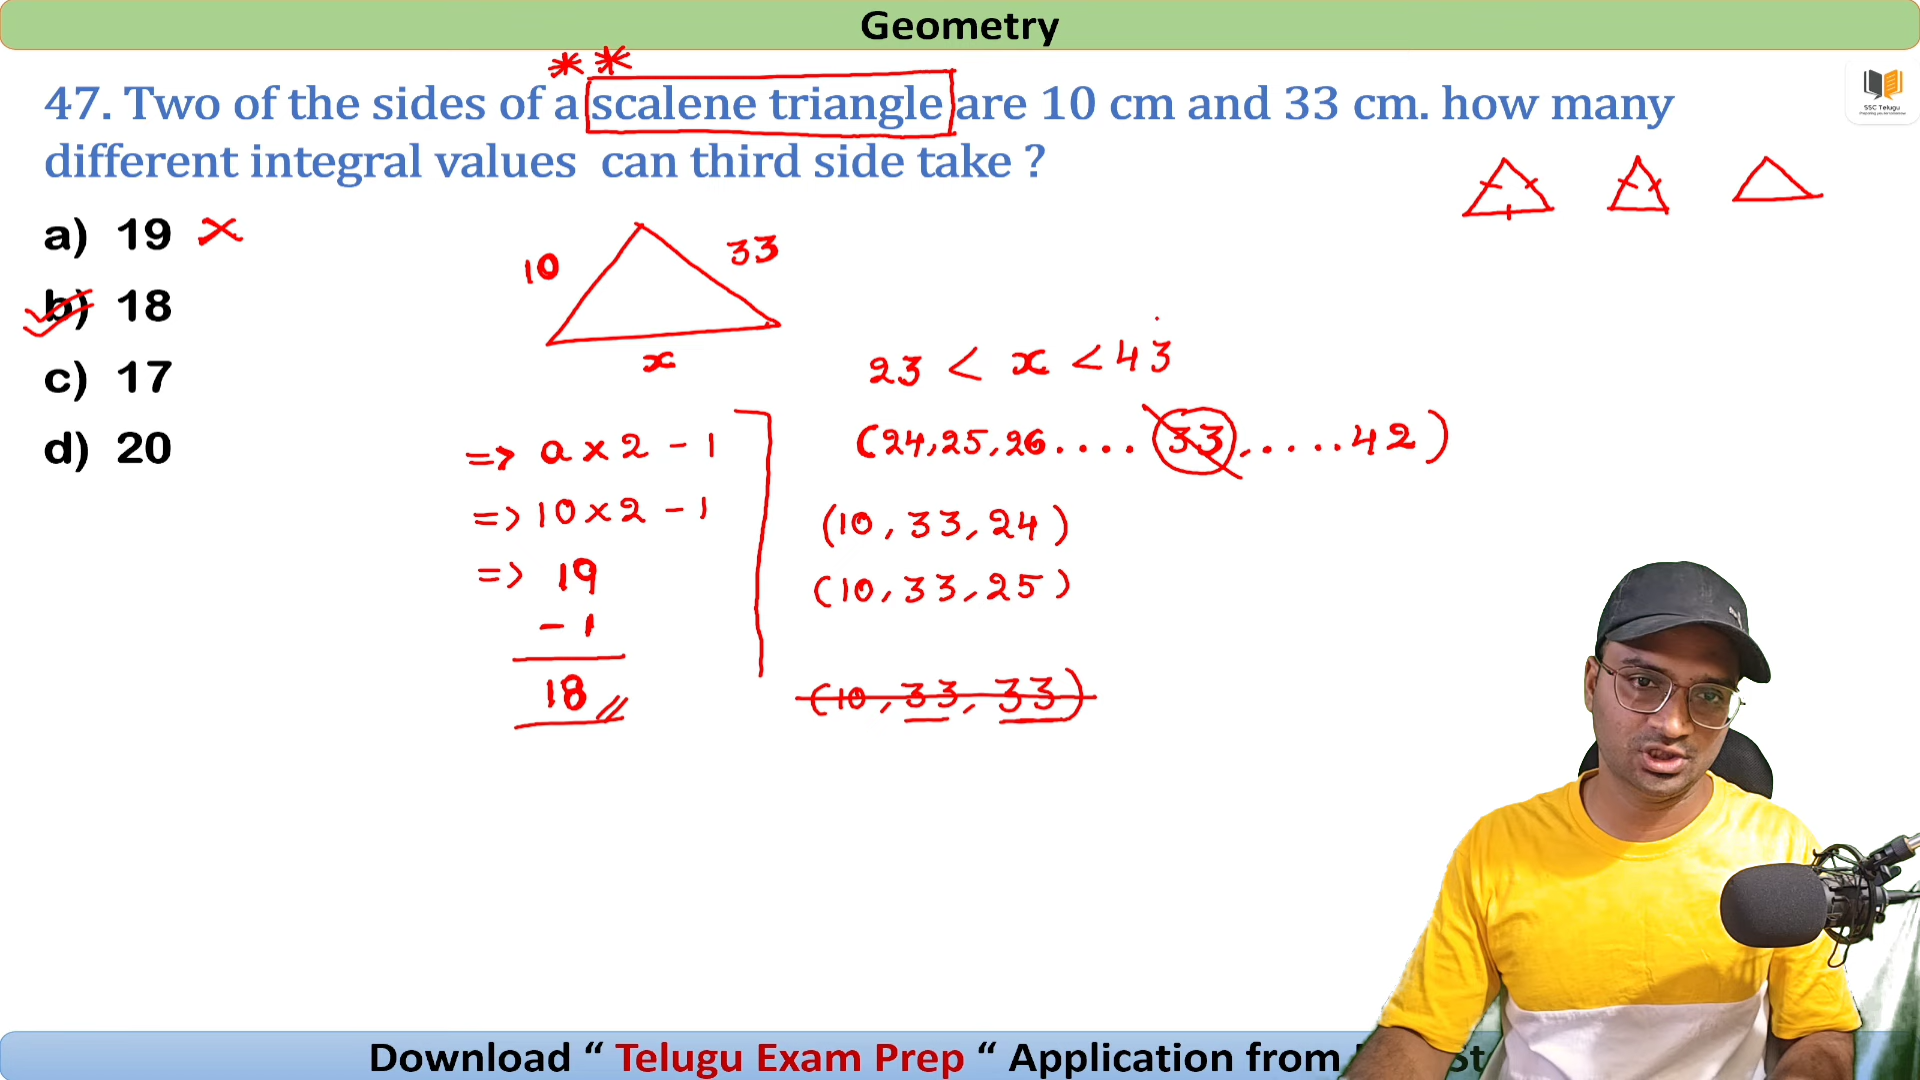 Geometry
**
47. Two of the sides of a scalene triangle are 10 cm and 33 cm. how many
different integral values can third side take ?
SSC Telugu
a) 19 ×
b) 18
c) 17
d) 20
10
33
x
23 < x < 43
(24,25,26....33,....42)
=> a x 2 - 1
=> 10 x 2 - 1
=> 19
- 1
18
(10, 33, 24)
(10, 33, 25)
(10, 33, 33)
Download “ Telugu Exam Prep “ Application from